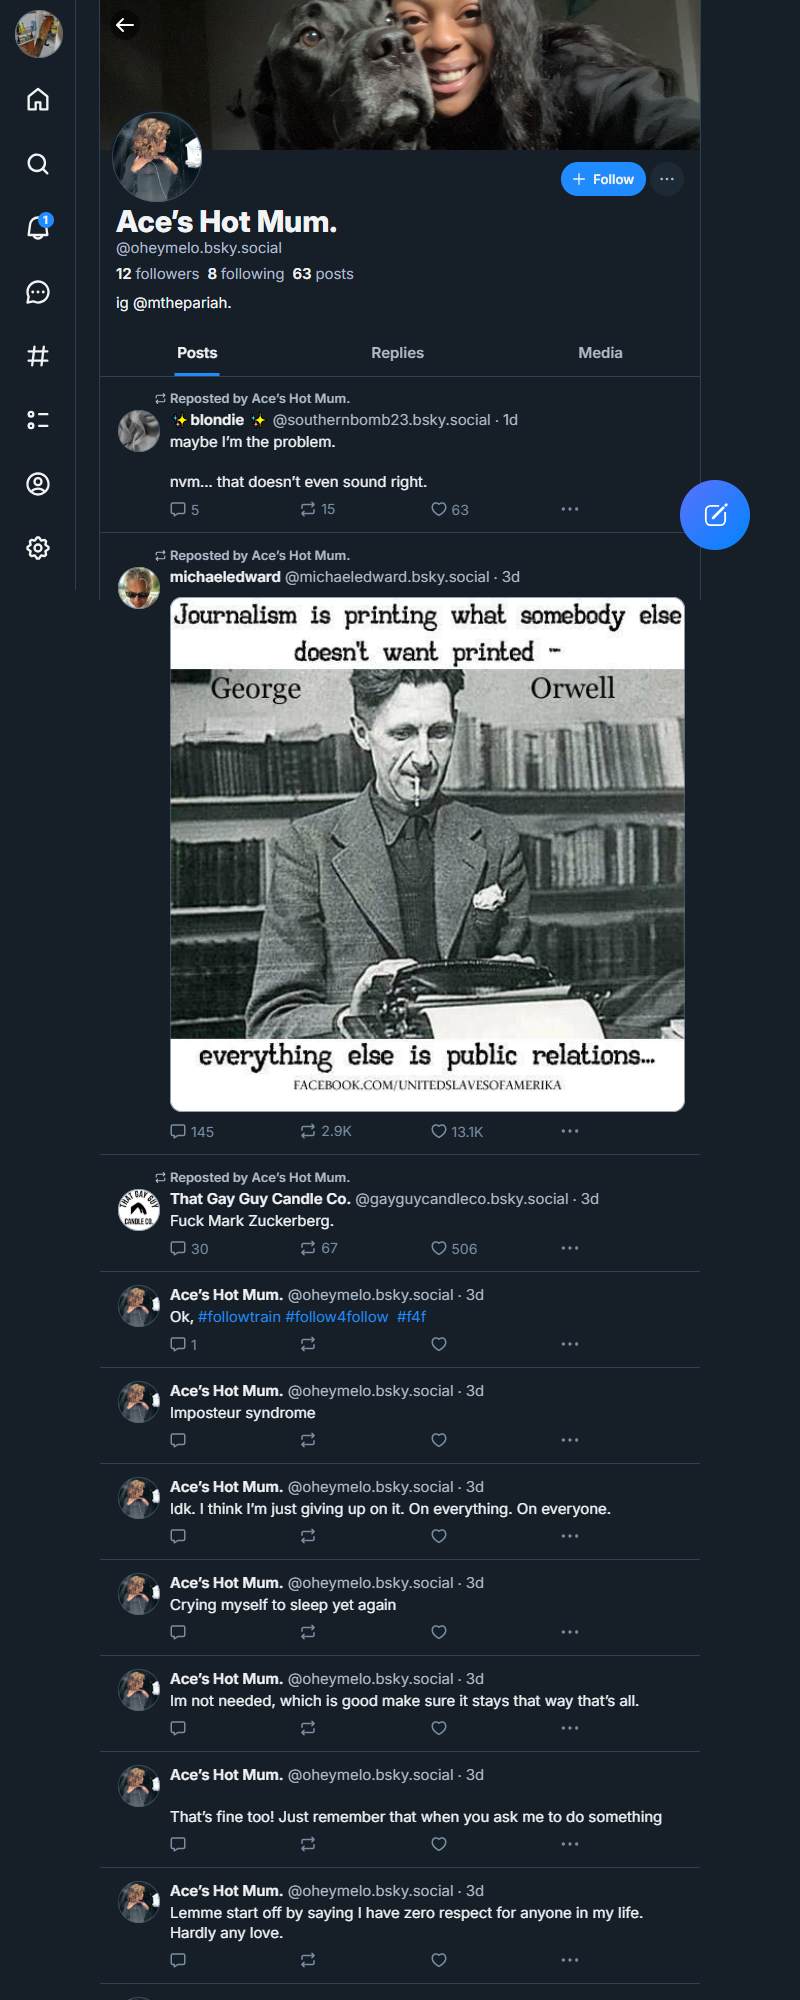 1
Follow
Ace’s Hot Mum.
@oheymelo.bsky.social
12 followers 8 following 63 posts
ig @mthepariah.
Posts Replies Media
Reposted by Ace’s Hot Mum.
✨blondie ✨ @southernbomb23.bsky.social · 1d
maybe I’m the problem.
nvm... that doesn’t even sound right.
5 15 63
Reposted by Ace’s Hot Mum.
michaeledward @michaeledward.bsky.social · 3d
Journalism is printing what somebody else
doesn't want printed -
George Orwell
everything else is public relations...
FACEBOOK.COM/UNITEDSLAVESOFAMERIKA
145 2.9K 13.1K
Reposted by Ace’s Hot Mum.
THAT GAY GUY
CANDLE CO.
That Gay Guy Candle Co. @gayguycandleco.bsky.social · 3d
Fuck Mark Zuckerberg.
30 67 506
Ace’s Hot Mum. @oheymelo.bsky.social · 3d
Ok, #followtrain #follow4follow #f4f
1
Ace’s Hot Mum. @oheymelo.bsky.social · 3d
Imposteur syndrome
Ace’s Hot Mum. @oheymelo.bsky.social · 3d
Idk. I think I’m just giving up on it. On everything. On everyone.
Ace’s Hot Mum. @oheymelo.bsky.social · 3d
Crying myself to sleep yet again
Ace’s Hot Mum. @oheymelo.bsky.social · 3d
Im not needed, which is good make sure it stays that way that’s all.
Ace’s Hot Mum. @oheymelo.bsky.social · 3d
That’s fine too! Just remember that when you ask me to do something
Ace’s Hot Mum. @oheymelo.bsky.social · 3d
Lemme start off by saying I have zero respect for anyone in my life.
Hardly any love.